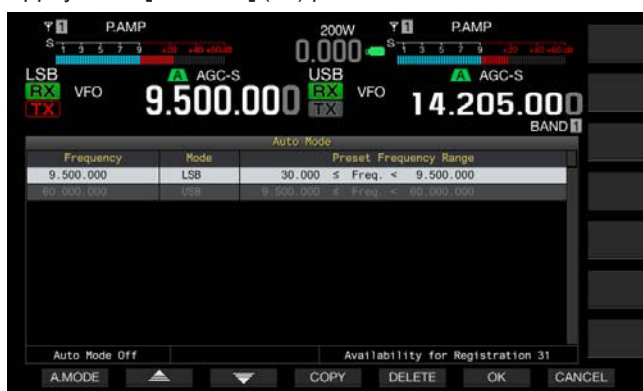 P.AMP 200W P.AMP
S 1 3 5 7 9 +20 +40 +60dB 0.000 S 1 3 5 7 9 +20 +40 +60dB
LSB A AGC-S USB A AGC-S
RX VFO 9.500.000 RX VFO 14.205.000
TX TX
BAND 1
Auto Mode
Frequency Mode Preset Frequency Range
9.500.000 LSB 30.000 ≤ Freq. < 9.500.000
60.000.000 USB 9.500.000 ≤ Freq. < 60.000.000
Auto Mode Off Availability for Registration 31
A.MODE COPY DELETE OK CANCEL